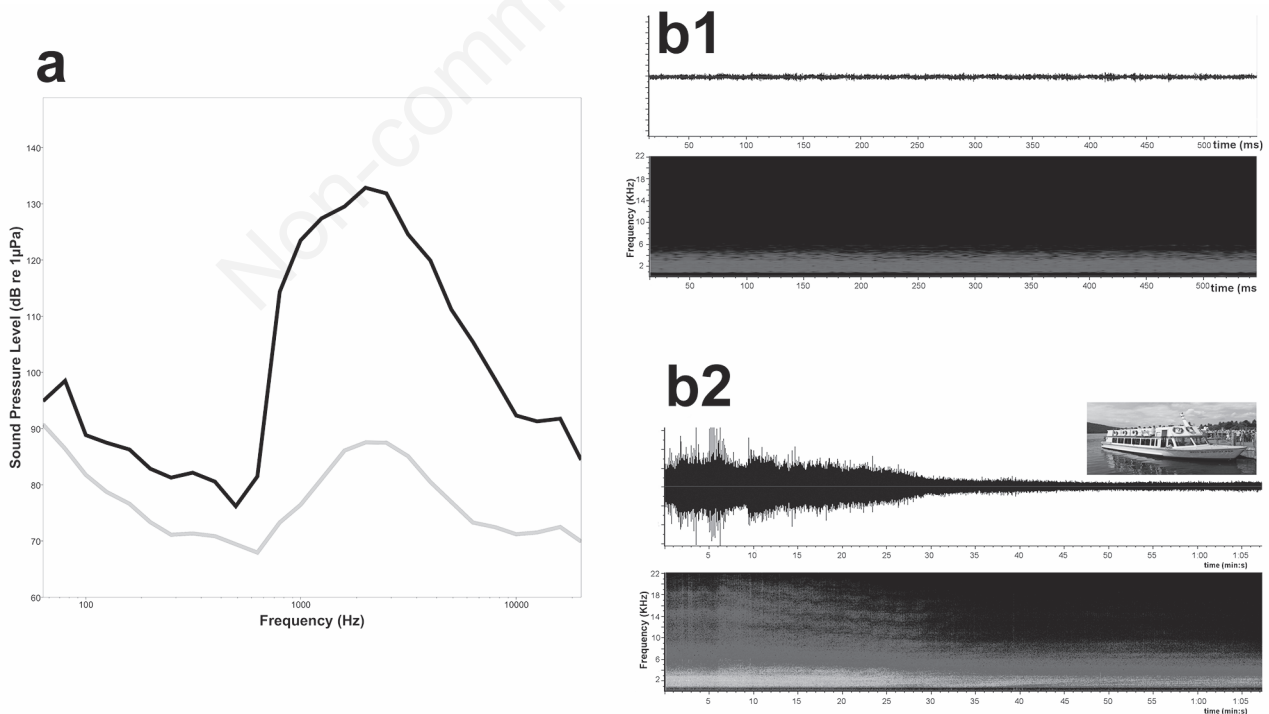 a
Non-comm
Sound Pressure Level (dB re 1µPa)
140
130
120
110
100
90
80
70
60
100
1000
10000
Frequency (Hz)
b1
50 100 150 200 250 300 350 400 450 500 time (ms)
Frequency (KHz)
22
18
14
10
6
2
50 100 150 200 250 300 350 400 450 500 time (ms
b2
5 10 15 20 25 30 35 40 45 50 55 1:00 1:05
time (min:s)
Frequency (KHz)
22
18
14
10
6
2
5 10 15 20 25 30 35 40 45 50 55 1:00 1:05
time (min:s)